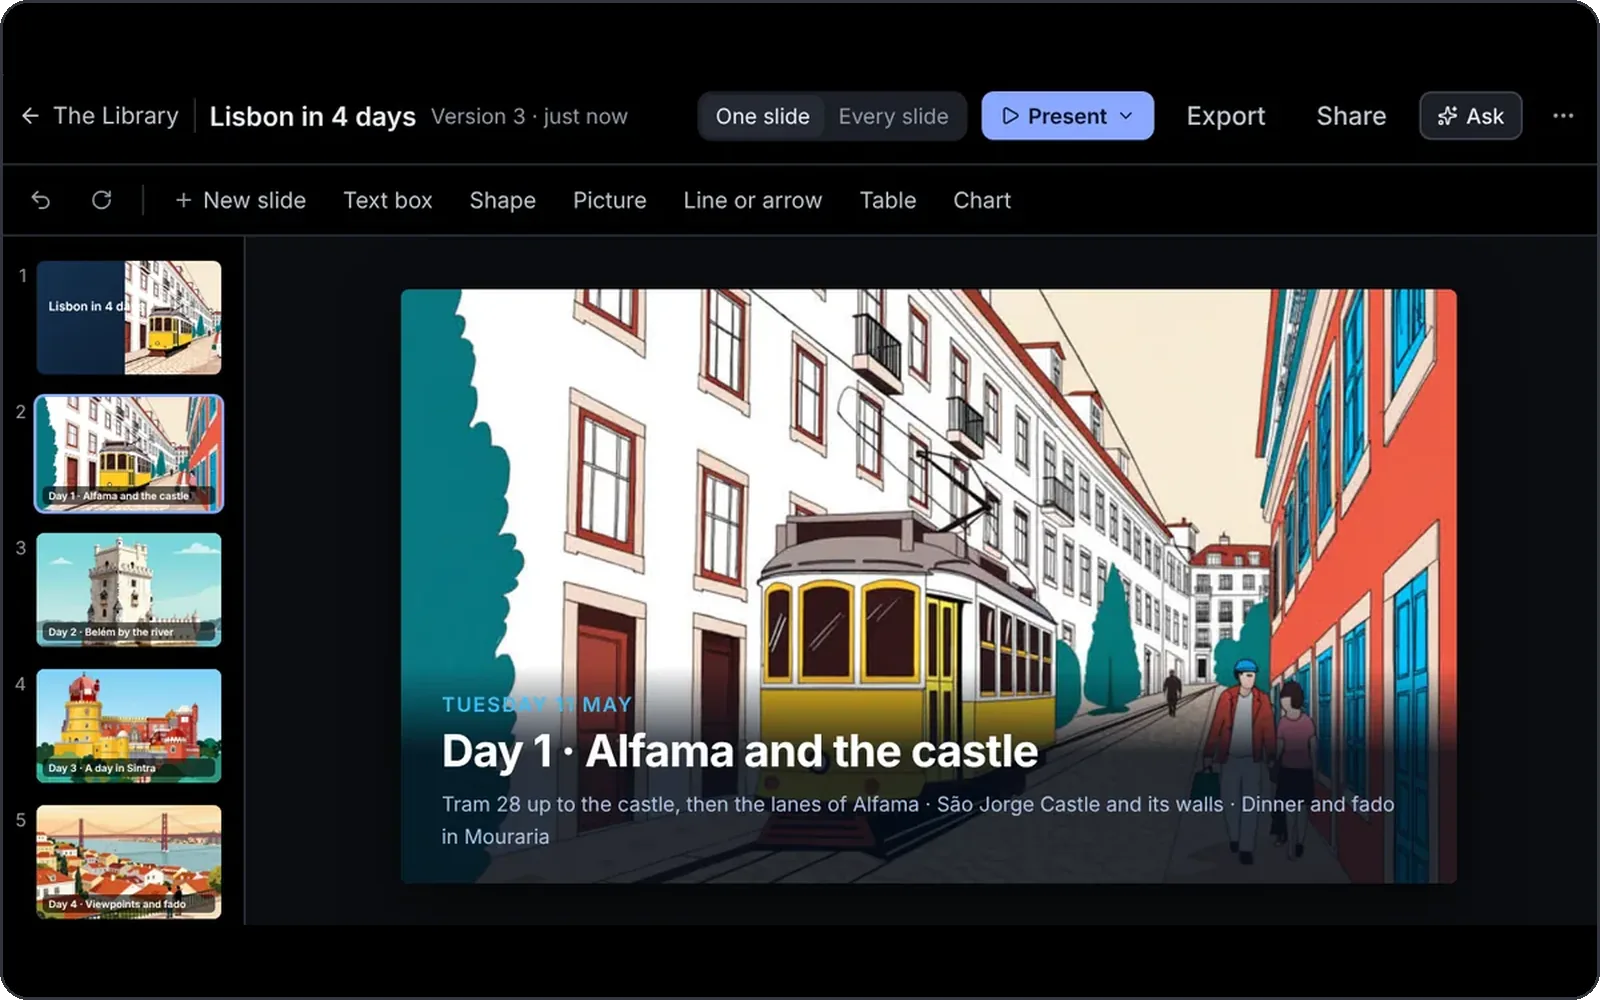 The Library
Lisbon in 4 days
Version 3 · just now
One slide
Every slide
Present
Export
Share
Ask
New slide
Text box
Shape
Picture
Line or arrow
Table
Chart
1
Lisbon in 4 da
2
Day 1 · Alfama and the castle
3
Day 2 · Belém by the river
4
Day 3 · A day in Sintra
5
Day 4 · Viewpoints and fado
TUESDAY 11 MAY
Day 1 · Alfama and the castle
Tram 28 up to the castle, then the lanes of Alfama · São Jorge Castle and its walls · Dinner and fado
in Mouraria